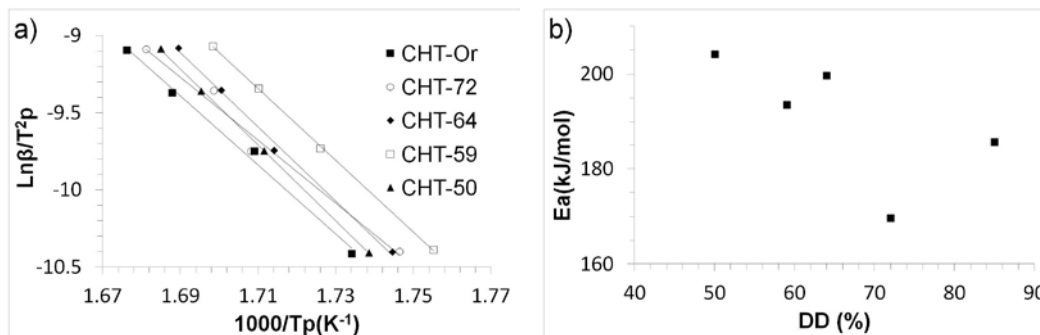 a)
-9
-9.5
-10
-10.5
Lnβ/T²p
1.67 1.69 1.71 1.73 1.75 1.77
1000/Tp(K⁻¹)
CHT-Or
CHT-72
CHT-64
CHT-59
CHT-50
b)
200
180
160
Ea(kJ/mol)
40 50 60 70 80 90
DD (%)